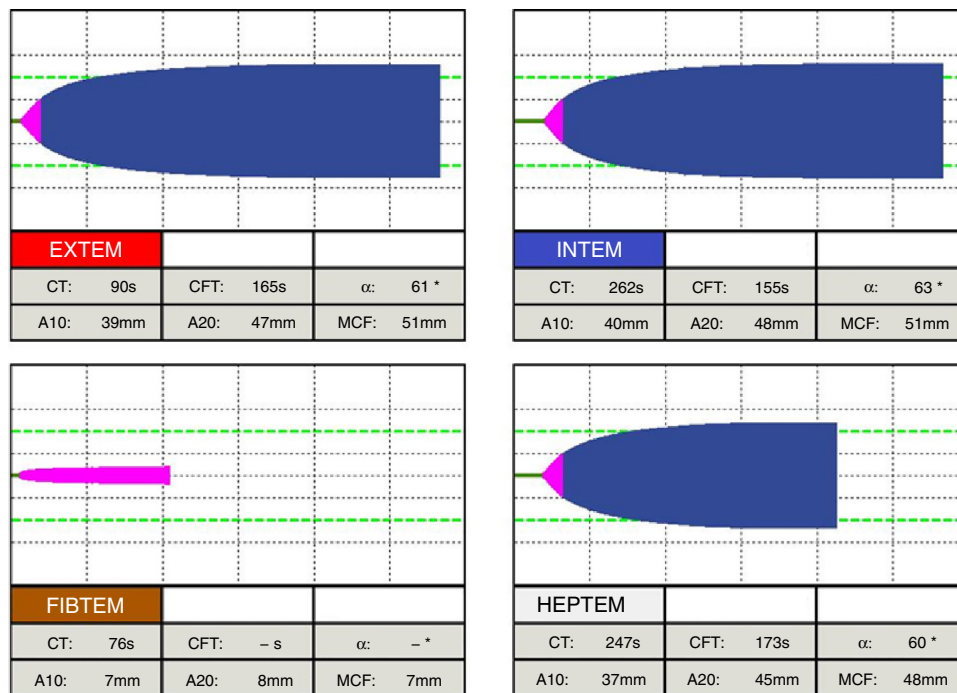 EXTEM
CT: 90s CFT: 165s α: 61 *
A10: 39mm A20: 47mm MCF: 51mm
INTEM
CT: 262s CFT: 155s α: 63 *
A10: 40mm A20: 48mm MCF: 51mm
FIBTEM
CT: 76s CFT: – s α: – *
A10: 7mm A20: 8mm MCF: 7mm
HEPTEM
CT: 247s CFT: 173s α: 60 *
A10: 37mm A20: 45mm MCF: 48mm